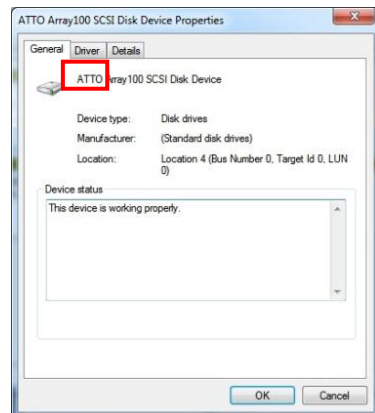 ATTO Array100 SCSI Disk Device Properties
General Driver Details
ATTO Array100 SCSI Disk Device
Device type: Disk drives
Manufacturer: (Standard disk drives)
Location: Location 4 (Bus Number 0, Target Id 0, LUN
0)
Device status
This device is working properly.
OK Cancel